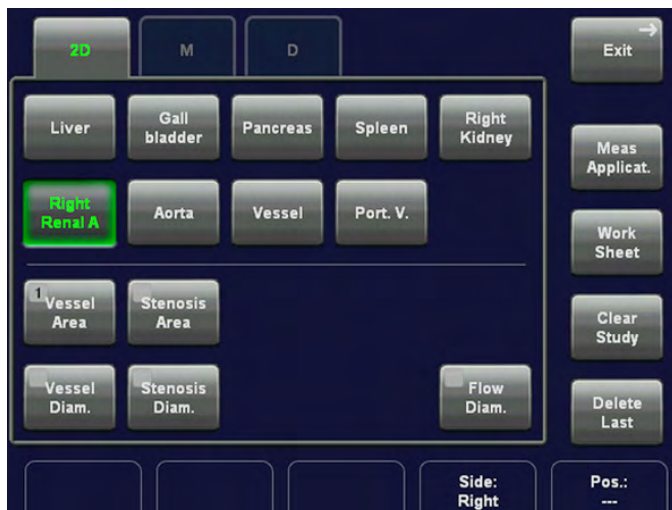 2D
M
D
Exit
Liver
Gall
bladder
Pancreas
Spleen
Right
Kidney
Meas
Applicat.
Right
Renal A
Aorta
Vessel
Port. V.
Work
Sheet
1
Vessel
Area
Stenosis
Area
Clear
Study
Vessel
Diam.
Stenosis
Diam.
Flow
Diam.
Delete
Last
Side:
Right
Pos.:
---